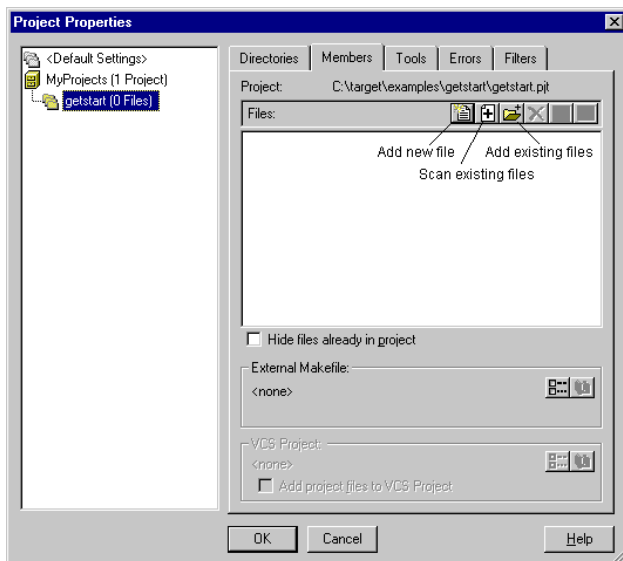 Project Properties
<Default Settings>
MyProjects (1 Project)
getstart (0 Files)
Directories Members Tools Errors Filters
Project: C:\target\examples\getstart\getstart.pjt
Files:
Add new file Add existing files
Scan existing files
Hide files already in project
External Makefile:
<none>
VCS Project:
<none>
Add project files to VCS Project
OK Cancel Help